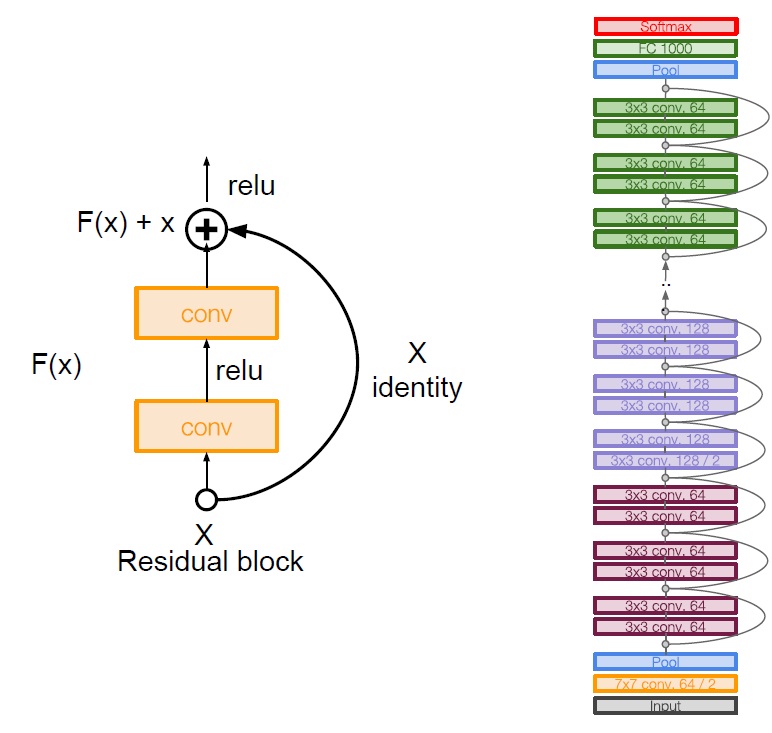 relu
F(x) + x
conv
F(x)
relu
X
identity
conv
X
Residual block
Softmax
FC 1000
Pool
3x3 conv, 64
3x3 conv, 64
3x3 conv, 64
3x3 conv, 64
3x3 conv, 64
3x3 conv, 64
..
3x3 conv, 128
3x3 conv, 128
3x3 conv, 128
3x3 conv, 128
3x3 conv, 128
3x3 conv, 128 / 2
3x3 conv, 64
3x3 conv, 64
3x3 conv, 64
3x3 conv, 64
3x3 conv, 64
3x3 conv, 64
Pool
7x7 conv, 64 / 2
Input